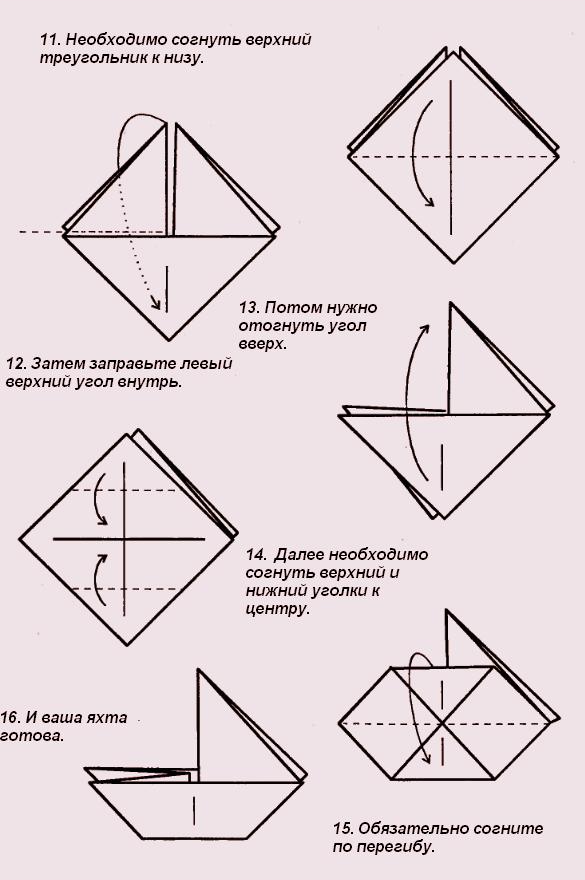 11. Необходимо согнуть верхний
треугольник к низу.
12. Затем заправьте левый
верхний угол внутрь.
13. Потом нужно
отогнуть угол
вверх.
14. Далее необходимо
согнуть верхний и
нижний уголки к
центру.
15. Обязательно согните
по перегибу.
16. И ваша яхта
готова.